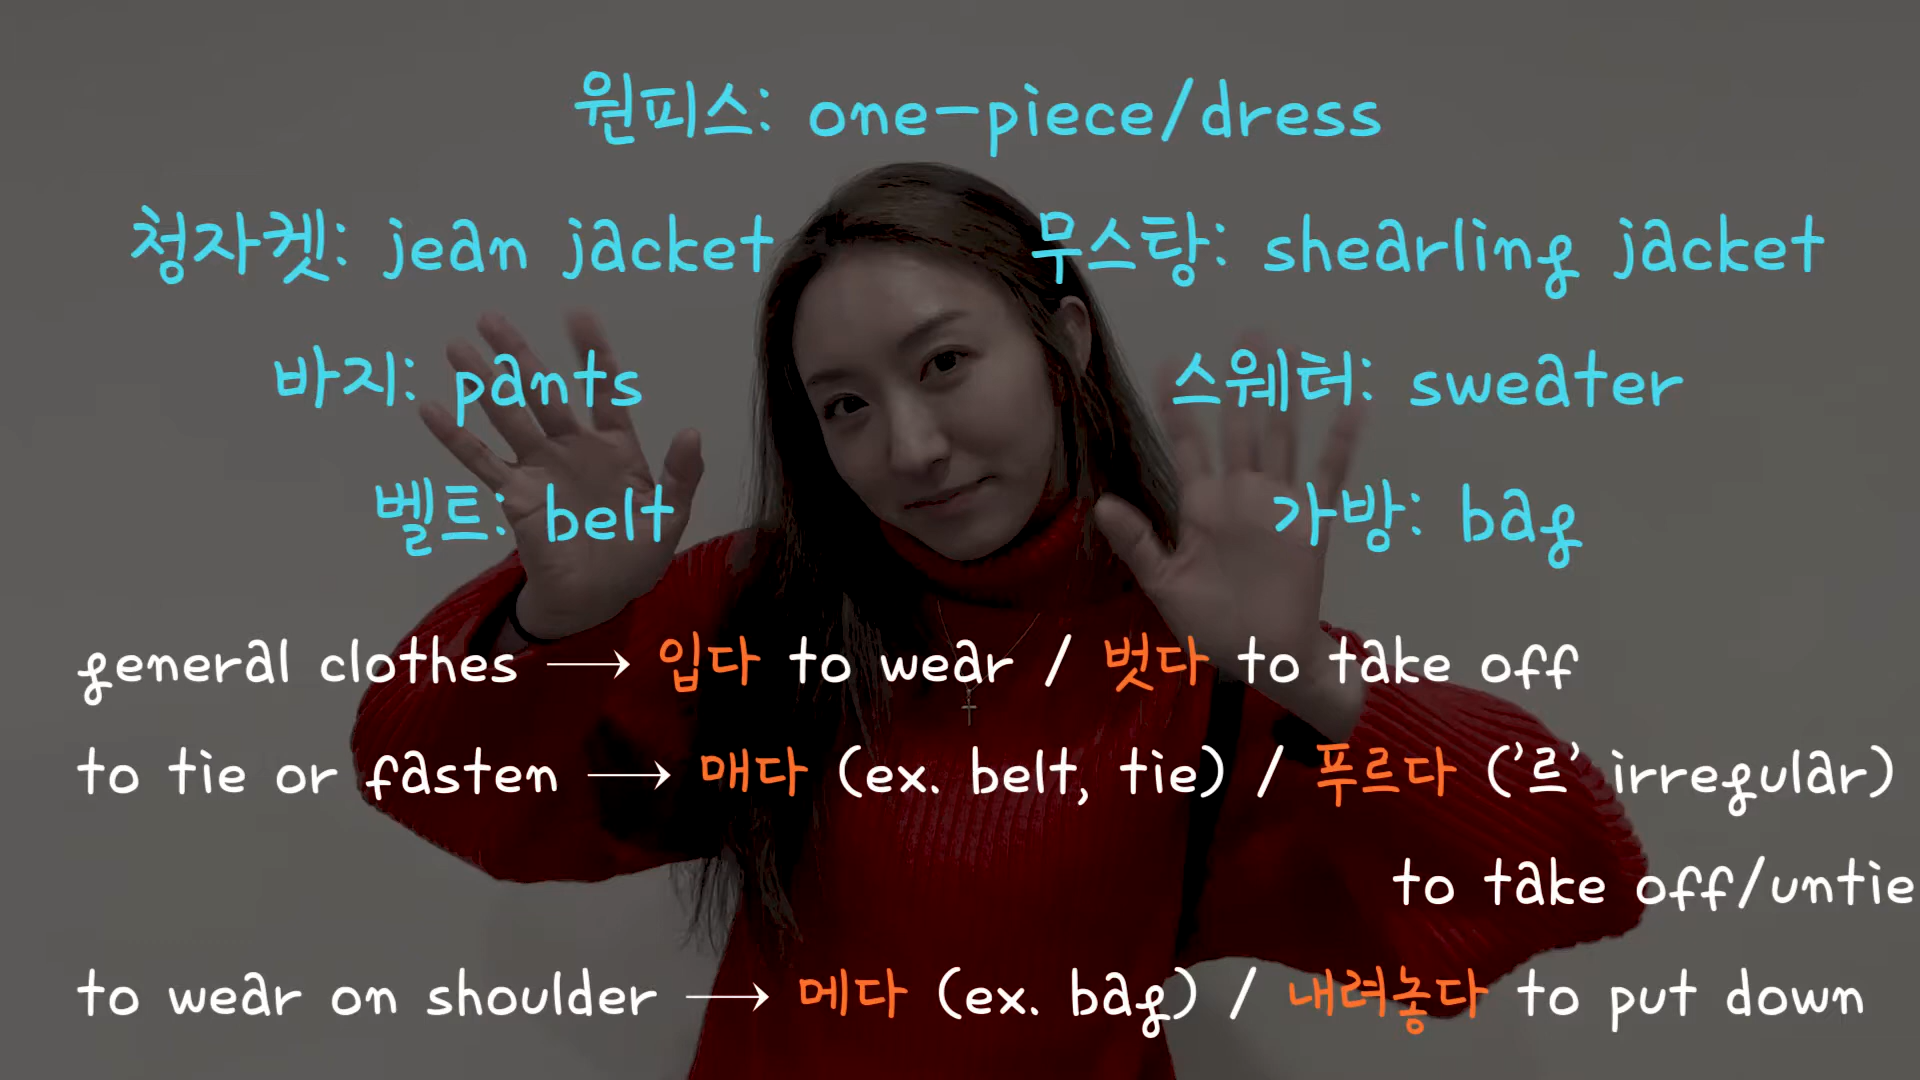 원피스: one-piece/dress
청자켓: jean jacket
무스탕: shearling jacket
바지: pants
스웨터: sweater
벨트: belt
가방: bag
general clothes → 입다 to wear / 벗다 to take off
to tie or fasten → 매다 (ex. belt, tie) / 푸르다 ('르' irregular)
to take off/untie
to wear on shoulder → 메다 (ex. bag) / 내려놓다 to put down